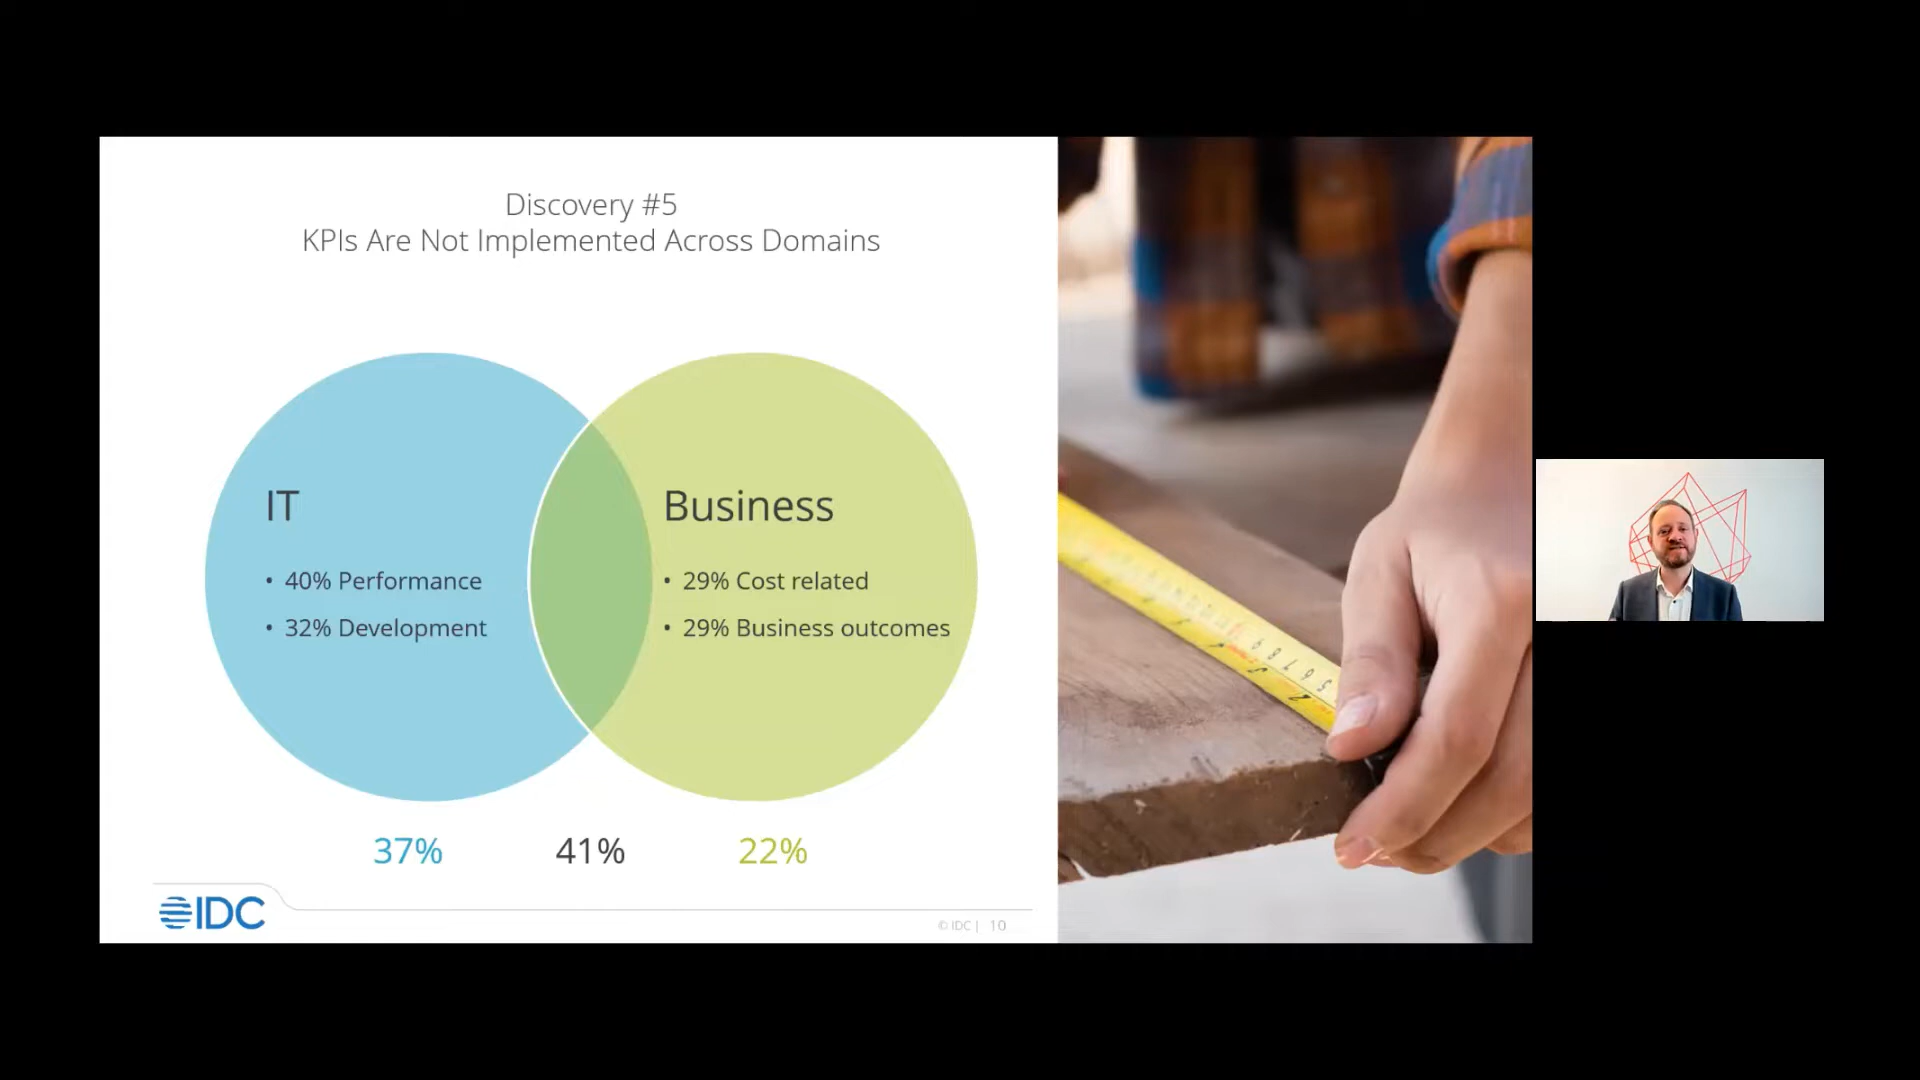 Discovery #5
KPIs Are Not Implemented Across Domains
IT
• 40% Performance
• 32% Development
Business
• 29% Cost related
• 29% Business outcomes
37%
41%
22%
IDC
© IDC | 10